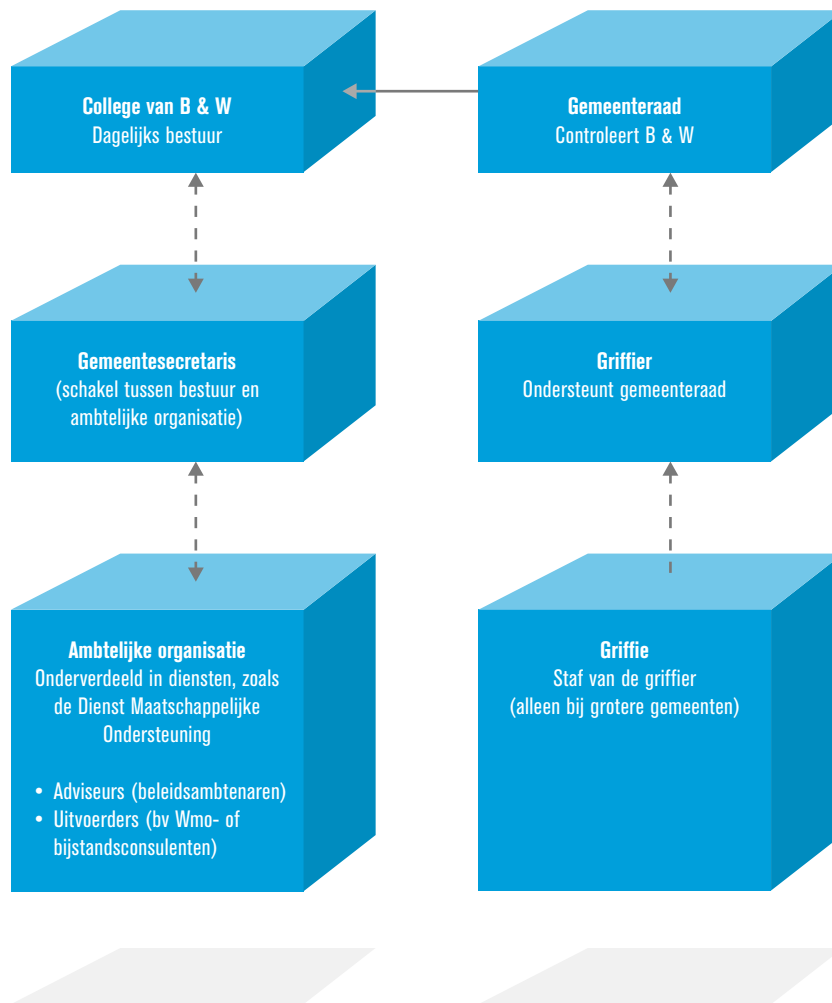 College van B & W
Dagelijks bestuur
Gemeenteraad
Controleert B & W
Gemeentesecretaris
(schakel tussen bestuur en
ambtelijke organisatie)
Griffier
Ondersteunt gemeenteraad
Ambtelijke organisatie
Onderverdeeld in diensten, zoals
de Dienst Maatschappelijke
Ondersteuning
• Adviseurs (beleidsambtenaren)
• Uitvoerders (bv Wmo- of
bijstandsconsulenten)
Griffie
Staf van de griffier
(alleen bij grotere gemeenten)